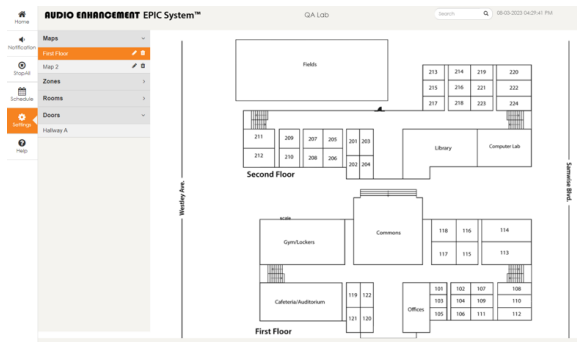 AUDIO ENHANCEMENT EPIC System™
QA Lab
Search
08-03-2023 04:29:41 PM
Home
Notification
StopAll
Schedule
Settings
Help
Maps
First Floor
Map 2
Zones
Rooms
Doors
Hallway A
Fields
213 214 219 220
215 216 221 222
217 218 223 224
211 209 207 205 201 203
212 210 208 206 202 204
Library
Computer Lab
Second Floor
Westley Ave.
Samwise Blvd.
Commons
scale
Gym/Lockers
118 116 114
117 115 113
Cafeteria/Auditorium
119 122
121 120
Offices
101 102 107 108
103 104 109 110
105 106 111 112
First Floor